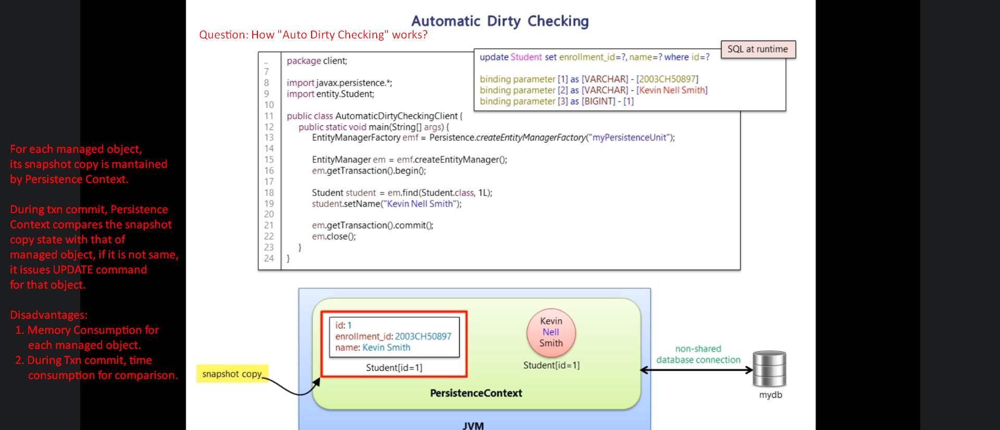 Automatic Dirty Checking
Question: How "Auto Dirty Checking" works?
SQL at runtime
update Student set enrollment_id=?, name=? where id=?
binding parameter [1] as [VARCHAR] - [2003CH50897]
binding parameter [2] as [VARCHAR] - [Kevin Nell Smith]
binding parameter [3] as [BIGINT] - [1]
.. package client;
7
8 import javax.persistence.*;
9 import entity.Student;
10
11 public class AutomaticDirtyCheckingClient {
12 public static void main(String[] args) {
13 EntityManagerFactory emf = Persistence.createEntityManagerFactory("myPersistenceUnit");
14
15 EntityManager em = emf.createEntityManager();
16 em.getTransaction().begin();
17
18 Student student = em.find(Student.class, 1L);
19 student.setName("Kevin Nell Smith");
20
21 em.getTransaction().commit();
22 em.close();
23 }
24 }
For each managed object,
its snapshot copy is mantained
by Persistence Context.
During txn commit, Persistence
Context compares the snapshot
copy state with that of
managed object, if it is not same,
it issues UPDATE command
for that object.
Disadvantages:
1. Memory Consumption for
each managed object.
2. During Txn commit, time
consumption for comparison.
snapshot copy
id: 1
enrollment_id: 2003CH50897
name: Kevin Smith
Student[id=1]
Kevin
Nell
Smith
Student[id=1]
PersistenceContext
JVM
non-shared
database connection
mydb